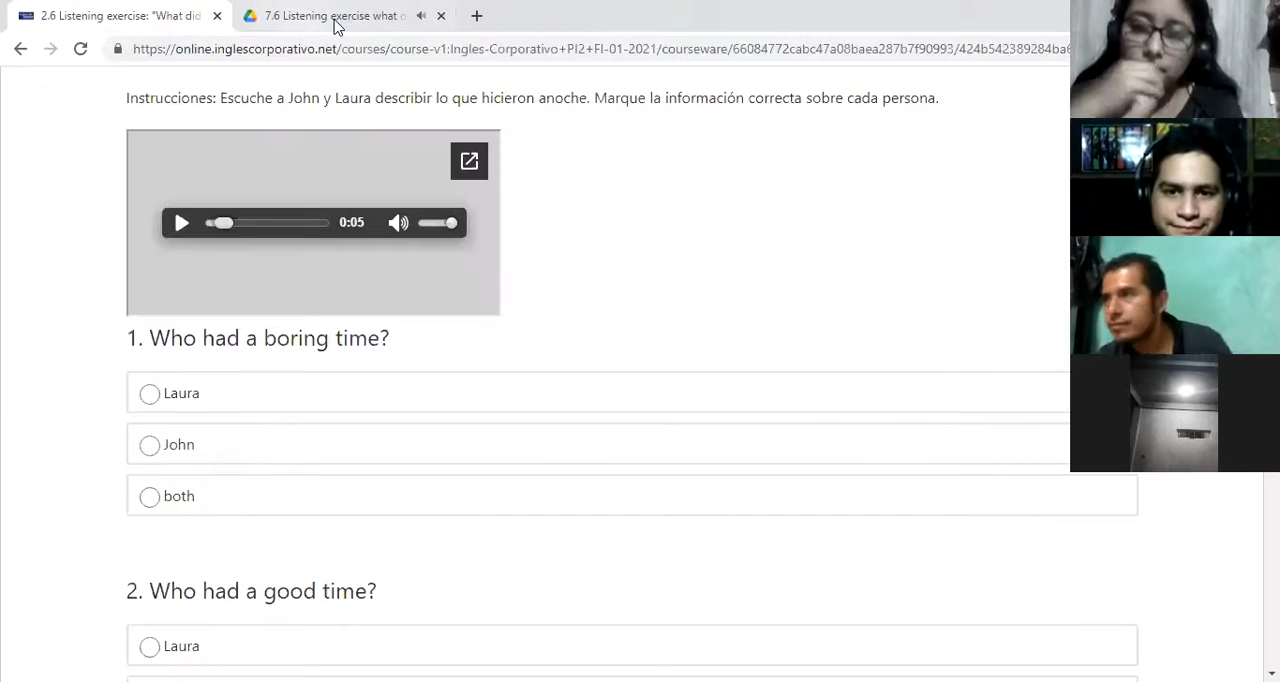 2.6 Listening exercise: "What did
7.6 Listening exercise what o
https://online.inglescorporativo.net/courses/course-v1:Ingles-Corporativo+PI2+FI-01-2021/courseware/66084772cabc47a08baea287b7f90993/424b542389284ba6
Instrucciones: Escuche a John y Laura describir lo que hicieron anoche. Marque la información correcta sobre cada persona.
0:05
1. Who had a boring time?
Laura
John
both
2. Who had a good time?
Laura